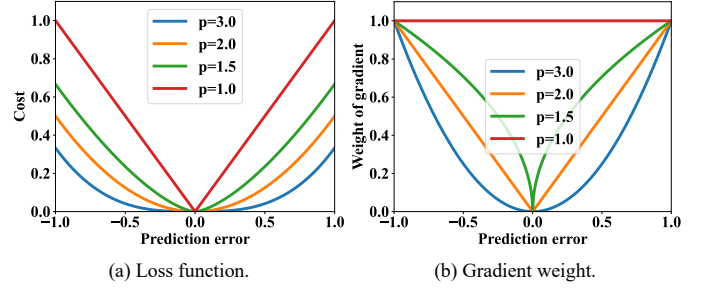 p=3.0
p=2.0
p=1.5
p=1.0
Cost
1.0
0.8
0.6
0.4
0.2
0.0
−1.0 −0.5 0.0 0.5 1.0
Prediction error
(a) Loss function.
p=3.0
p=2.0
p=1.5
p=1.0
Weight of gradient
1.0
0.8
0.6
0.4
0.2
0.0
−1.0 −0.5 0.0 0.5 1.0
Prediction error
(b) Gradient weight.